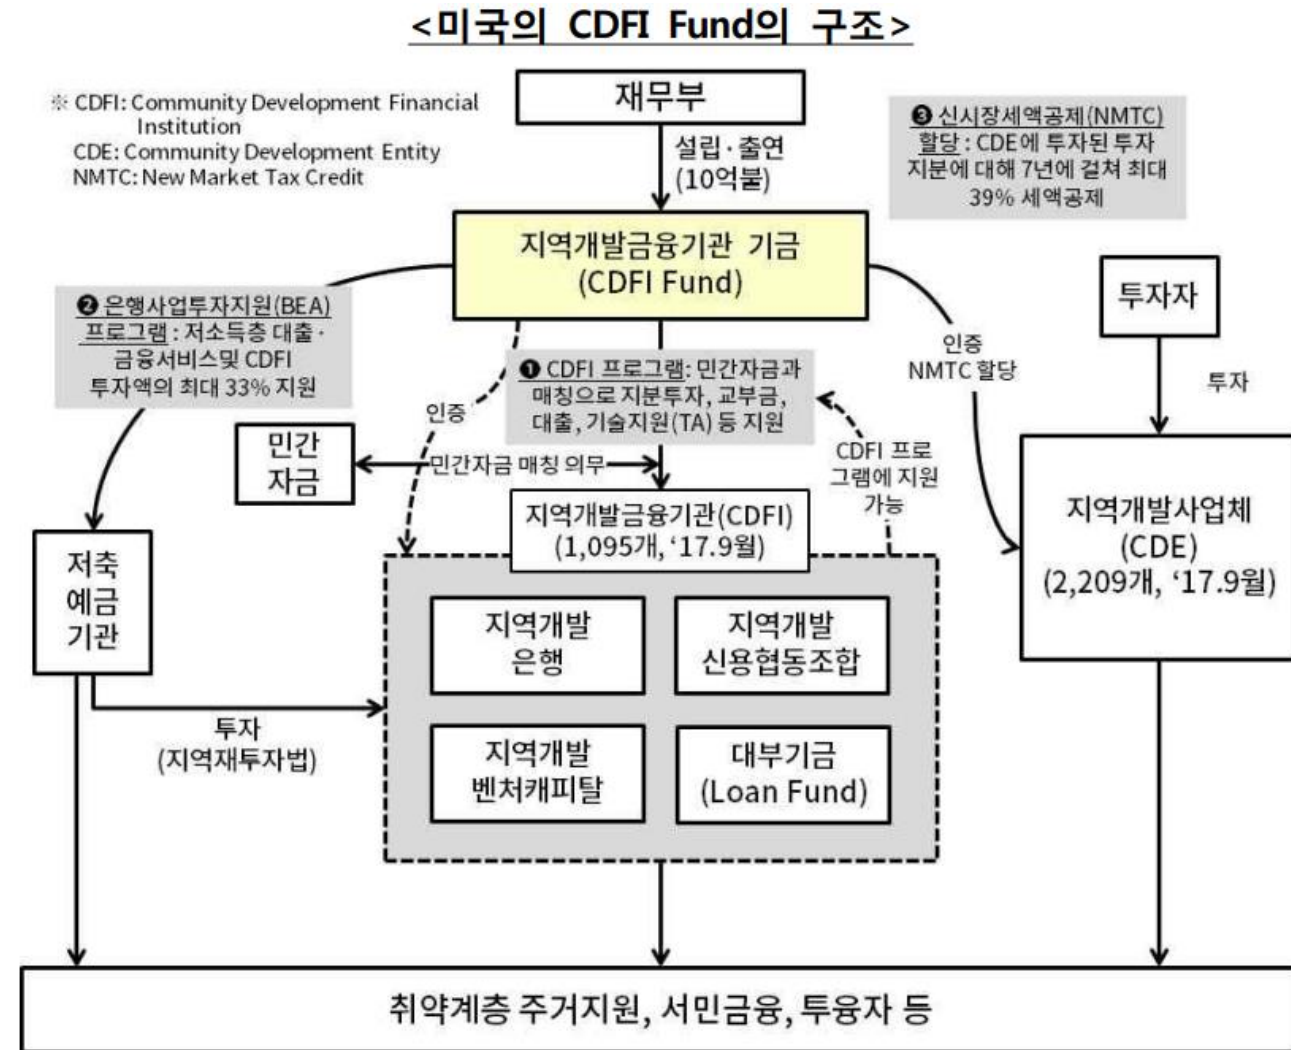 <미국의 CDFI Fund의 구조>
※ CDFI: Community Development Financial
Institution
CDE: Community Development Entity
NMTC: New Market Tax Credit
재무부
설립·출연
(10억불)
❸ 신시장세액공제(NMTC)
할당 : CDE에 투자된 투자
지분에 대해 7년에 걸쳐 최대
39% 세액공제
지역개발금융기관 기금
(CDFI Fund)
투자자
❷ 은행사업투자지원(BEA)
프로그램 : 저소득층 대출·
금융서비스및 CDFI
투자액의 최대 33% 지원
❶ CDFI 프로그램: 민간자금과
매칭으로 지분투자, 교부금,
대출, 기술지원(TA) 등 지원
인증
NMTC 할당
투자
인증
민간
자금
민간자금 매칭 의무
CDFI 프로
그램에 지원
가능
지역개발금융기관(CDFI)
(1,095개, ‘17.9월)
지역개발사업체
(CDE)
(2,209개, ‘17.9월)
저축
예금
기관
지역개발
은행
지역개발
신용협동조합
투자
(지역재투자법)
지역개발
벤처캐피탈
대부기금
(Loan Fund)
취약계층 주거지원, 서민금융, 투융자 등